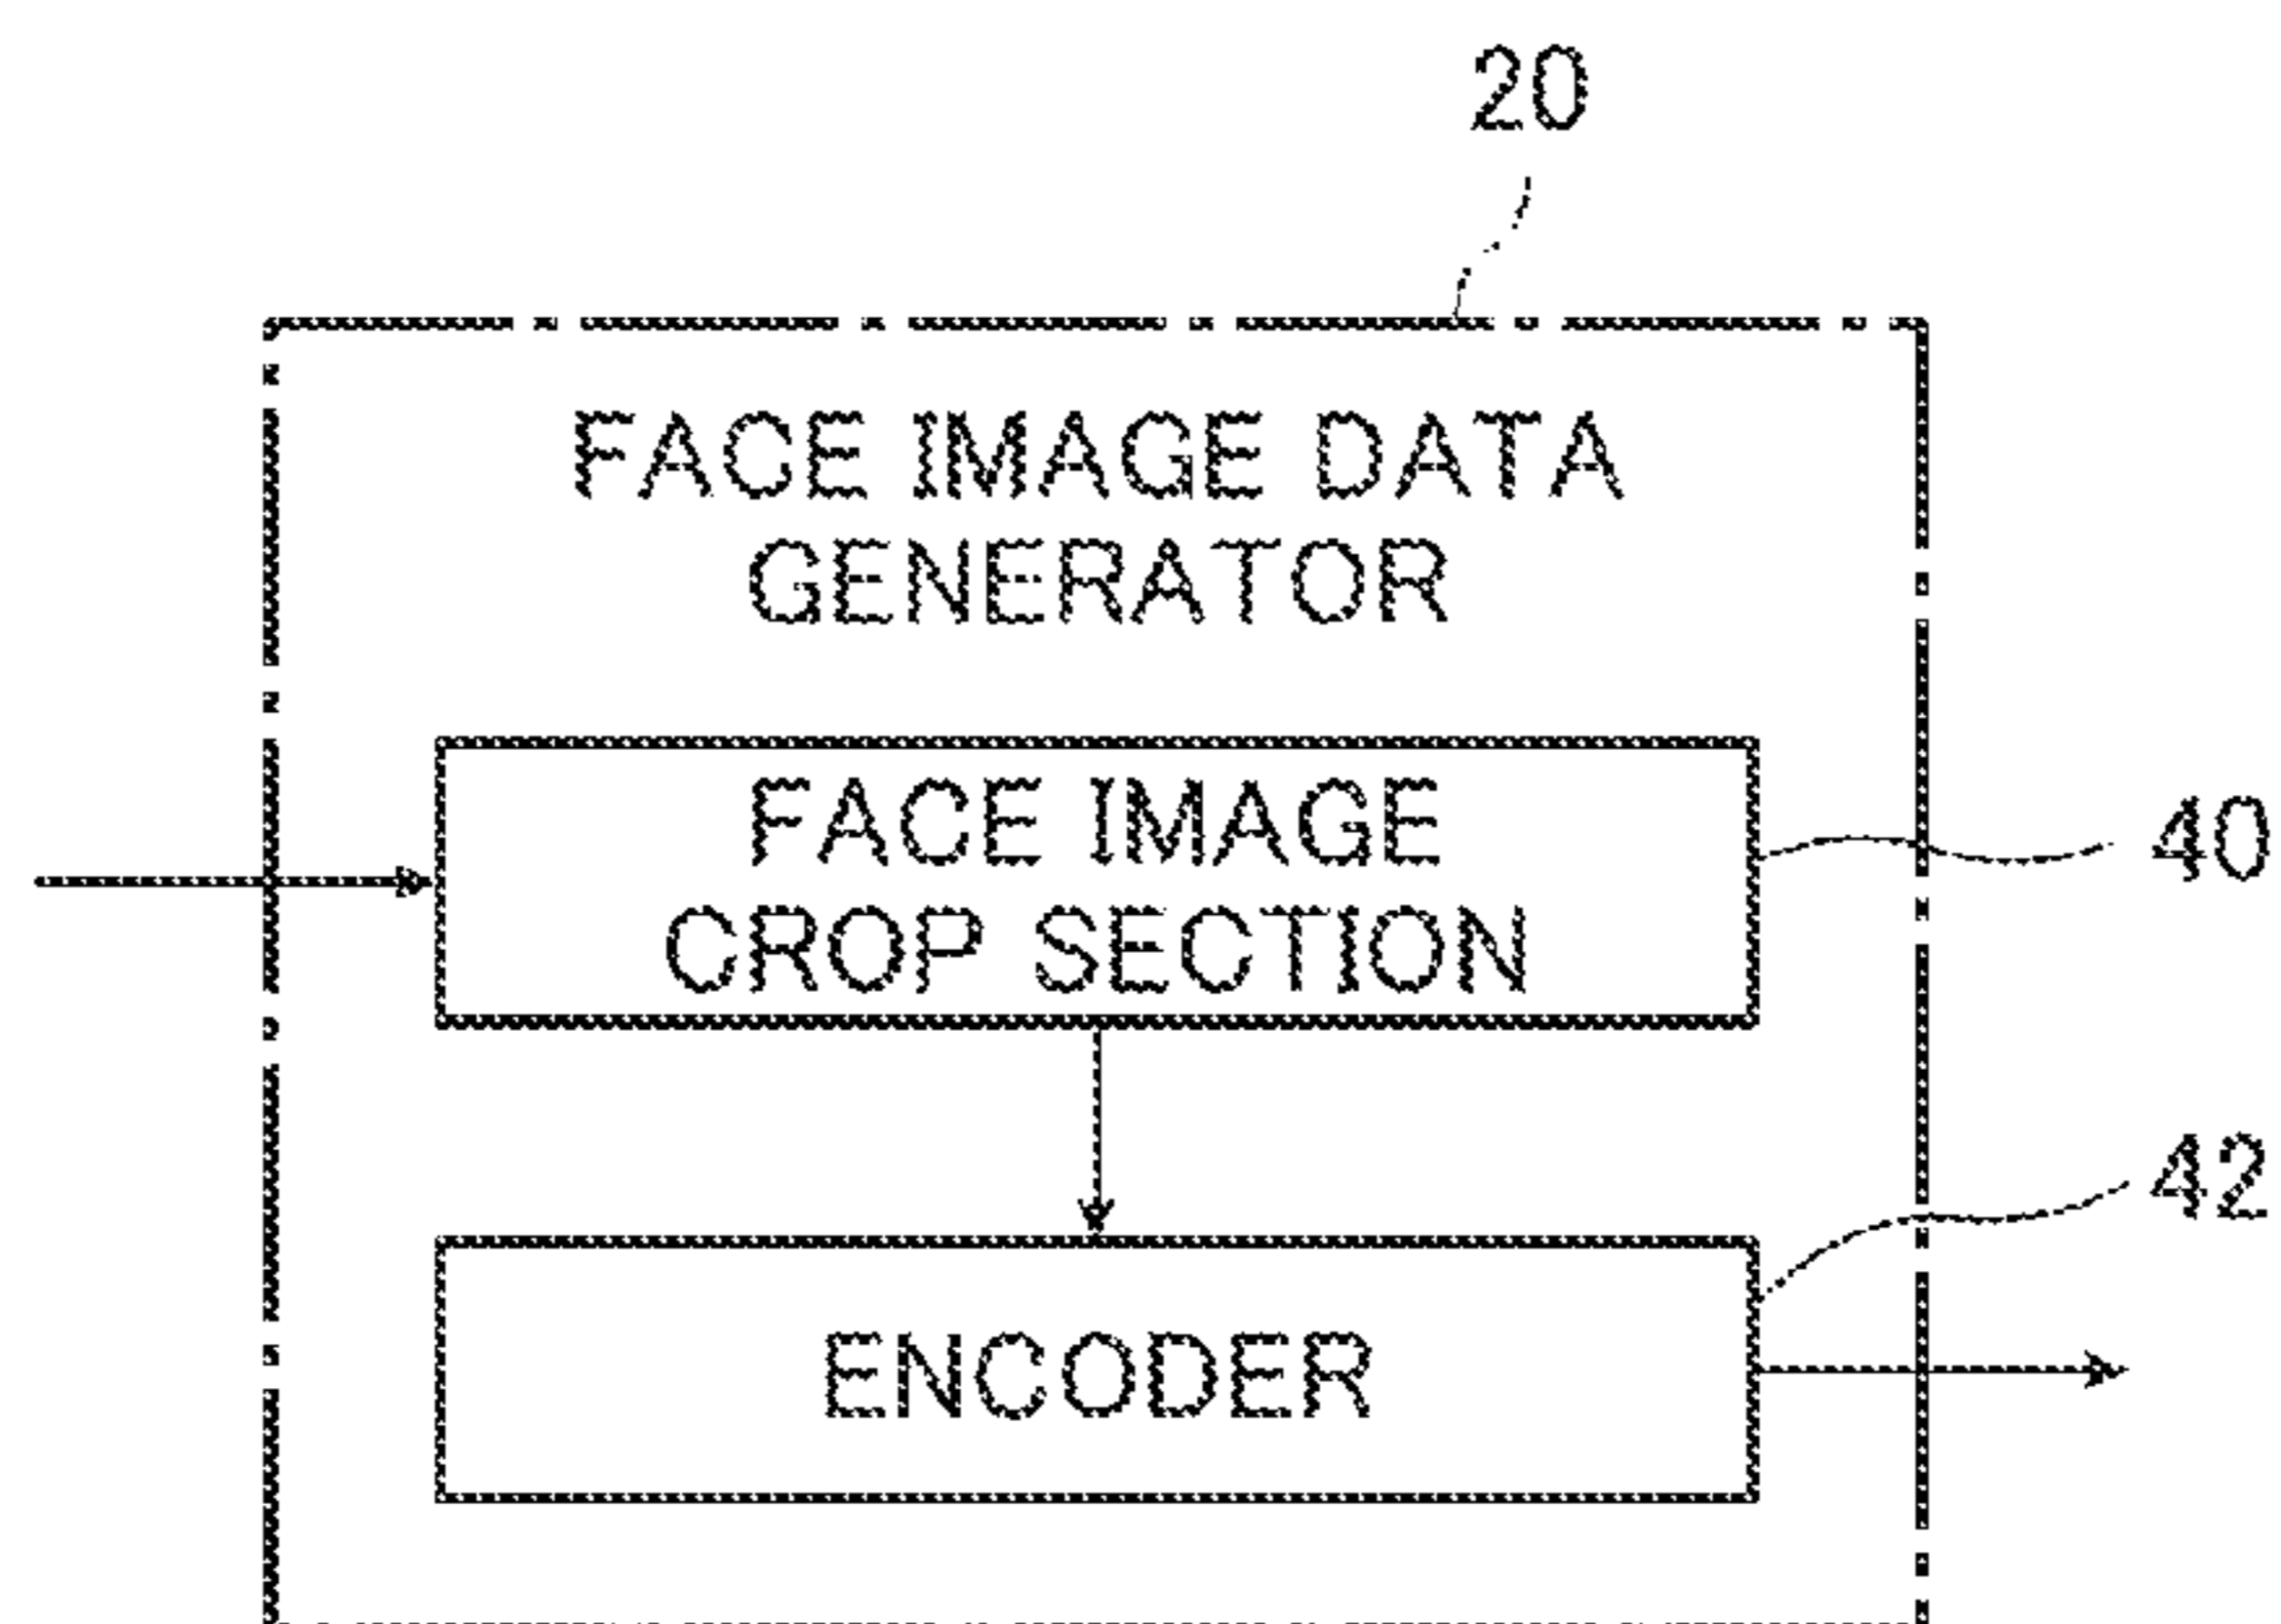 20
FACE IMAGE DATA
GENERATOR
FACE IMAGE
CROP SECTION
40
42
ENCODER